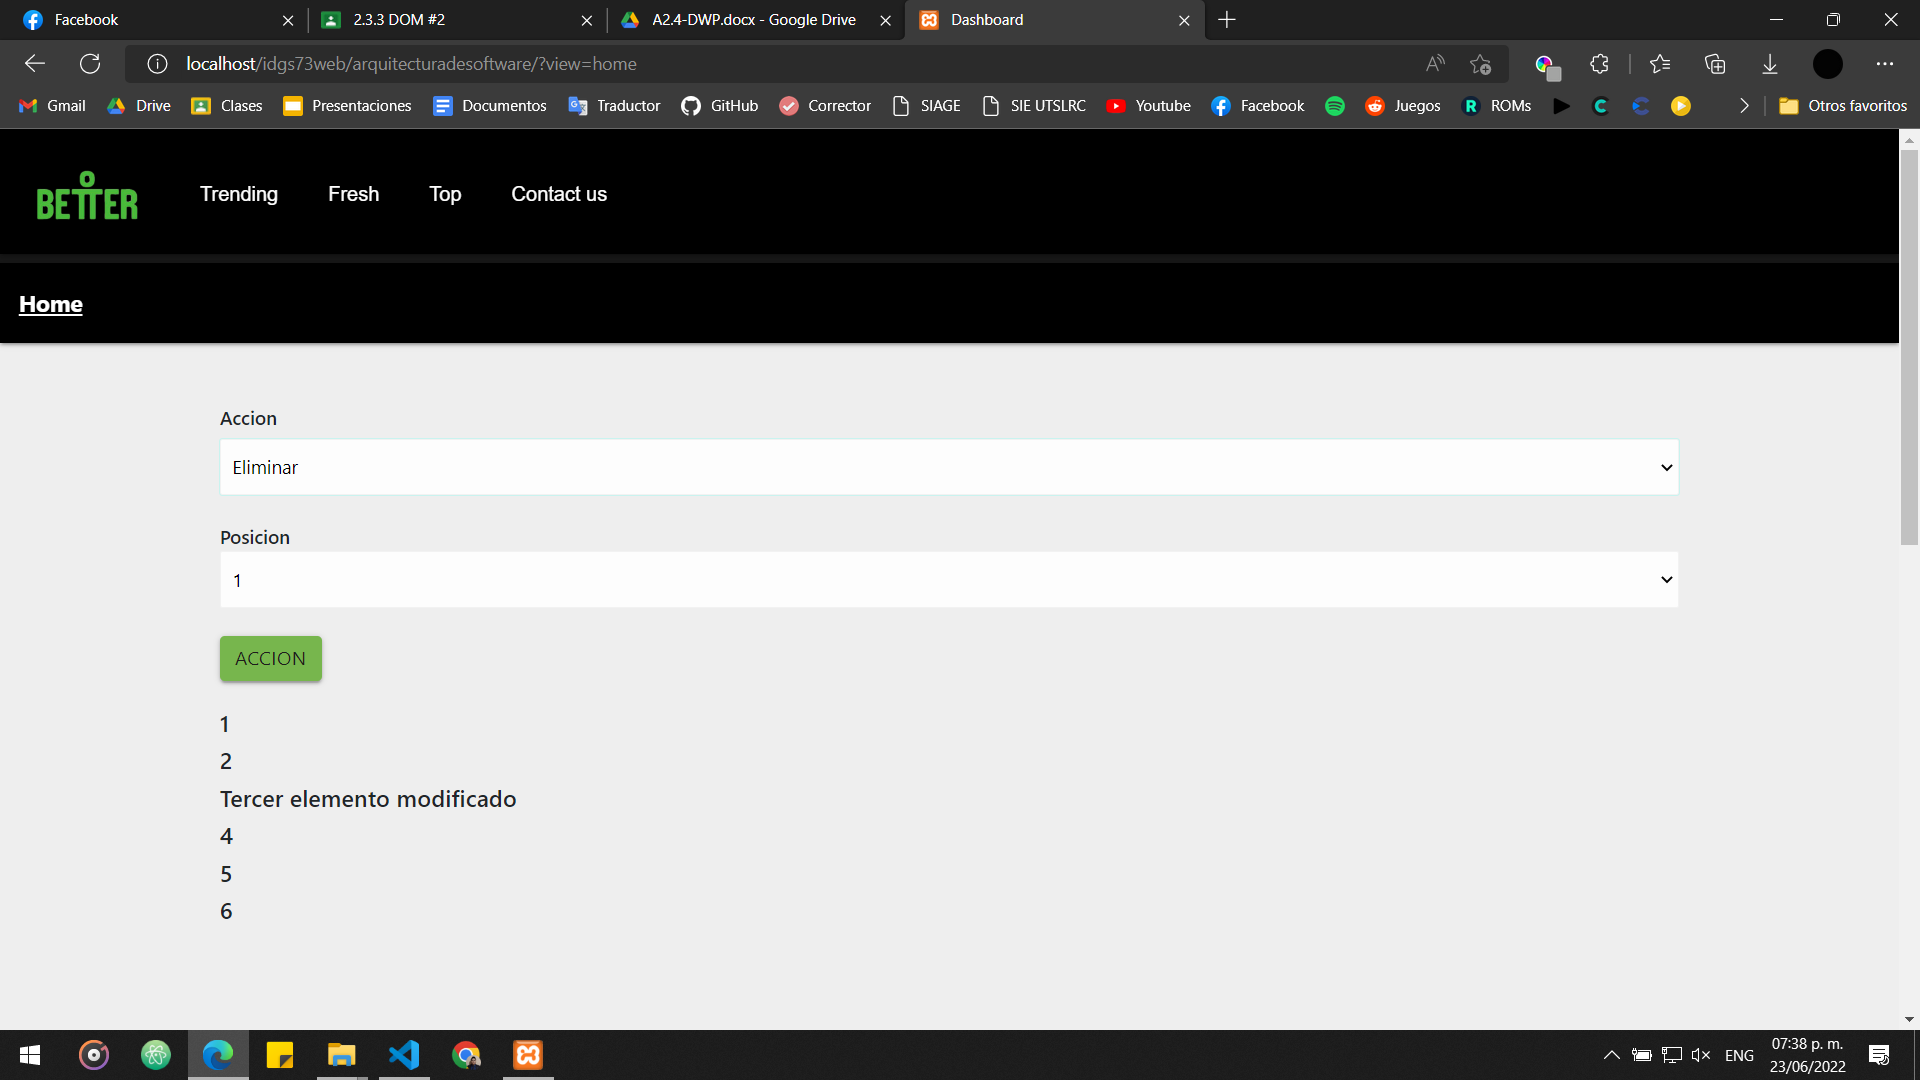 Facebook
2.3.3 DOM #2
A2.4-DWP.docx - Google Drive
Dashboard
localhost/idgs73web/arquitecturadesoftware/?view=home
Gmail Drive Clases Presentaciones Documentos Traductor GitHub Corrector SIAGE SIE UTSLRC Youtube Facebook Juegos ROMs Otros favoritos
BETTER
Trending Fresh Top Contact us
Home
Accion
Eliminar
Posicion
1
ACCION
1
2
Tercer elemento modificado
4
5
6
ENG
07:38 p. m.
23/06/2022